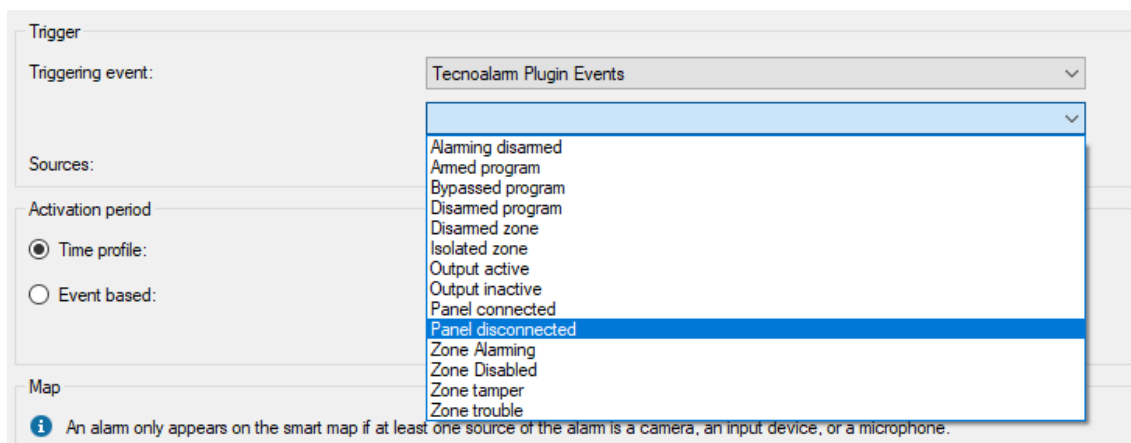 Trigger
Triggering event:
Tecnoalarm Plugin Events
Alarming disarmed
Armed program
Bypassed program
Disarmed program
Disarmed zone
Isolated zone
Output active
Output inactive
Panel connected
Panel disconnected
Zone Alarming
Zone Disabled
Zone tamper
Zone trouble
Sources:
Activation period
Time profile:
Event based:
Map
An alarm only appears on the smart map if at least one source of the alarm is a camera, an input device, or a microphone.